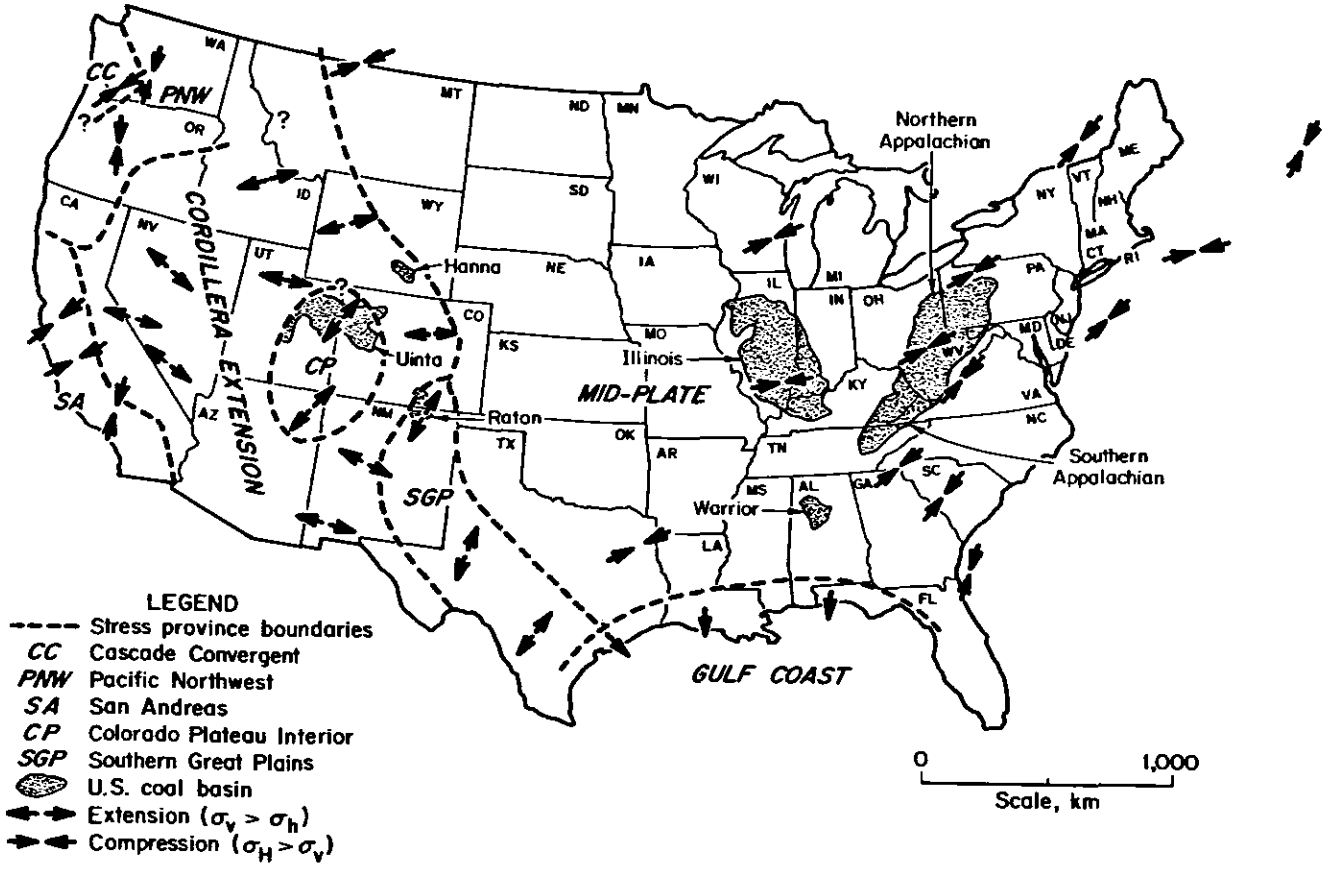 WA
CC
PNW
MT
ND
MN
?
OR
?
Northern
Appalachian
ME
VT
NY
NH
MA
CT
RI
WI
SD
ID
WY
CA
NV
CORDILLERA EXTENSION
UT
Hanna
NE
IA
IL
MI
PA
IN
OH
?
CO
KS
MO
NJ
MD
DE
Uinta
Illinois
WV
CP
MID-PLATE
KY
VA
SA
AZ
NM
Raton
NC
TX
OK
AR
TN
Southern
Appalachian
SGP
MS
AL
GA
SC
Warrior
LA
FL
GULF COAST
LEGEND
Stress province boundaries
CC Cascade Convergent
PNW Pacific Northwest
SA San Andreas
CP Colorado Plateau Interior
SGP Southern Great Plains
U.S. coal basin
Extension (σv > σh)
Compression (σH > σv)
0 1,000
Scale, km